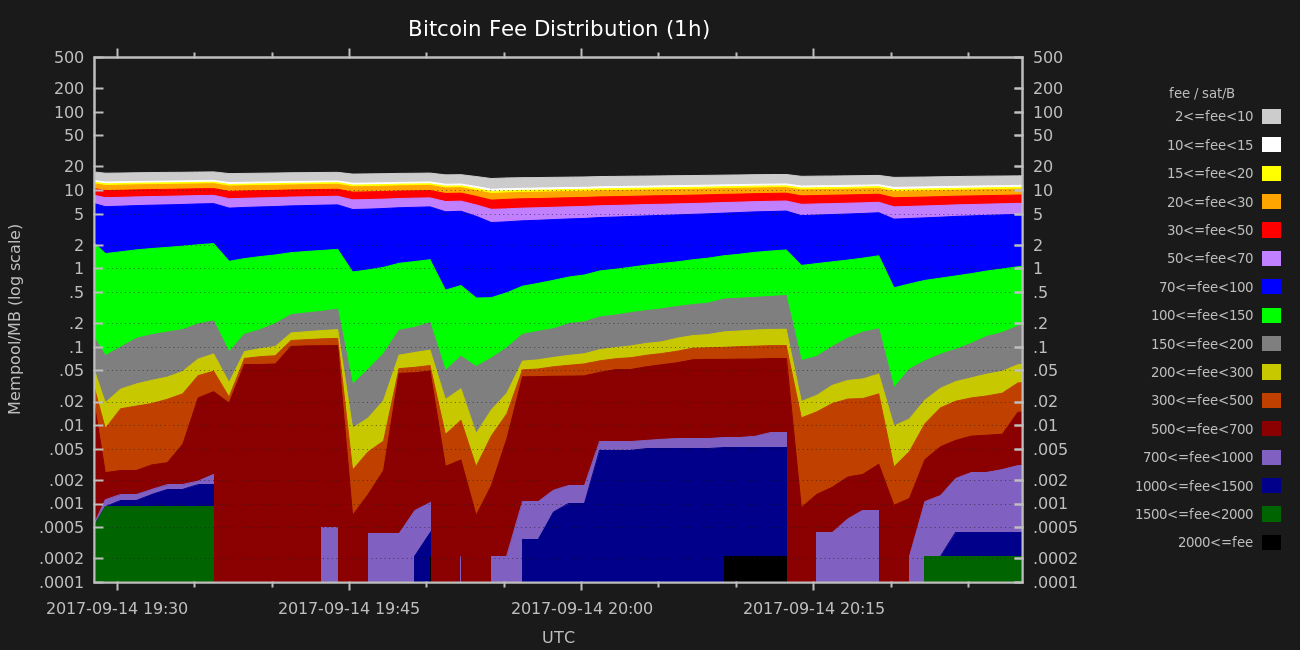 Bitcoin Fee Distribution (1h)
500
200
100
50
20
10
5
2
1
.5
.2
.1
.05
.02
.01
.005
.002
.001
.0005
.0002
.0001
Mempool/MB (log scale)
500
200
100
50
20
10
5
2
1
.5
.2
.1
.05
.02
.01
.005
.002
.001
.0005
.0002
.0001
2017-09-14 19:30
2017-09-14 19:45
2017-09-14 20:00
2017-09-14 20:15
UTC
fee / sat/B
2<=fee<10
10<=fee<15
15<=fee<20
20<=fee<30
30<=fee<50
50<=fee<70
70<=fee<100
100<=fee<150
150<=fee<200
200<=fee<300
300<=fee<500
500<=fee<700
700<=fee<1000
1000<=fee<1500
1500<=fee<2000
2000<=fee